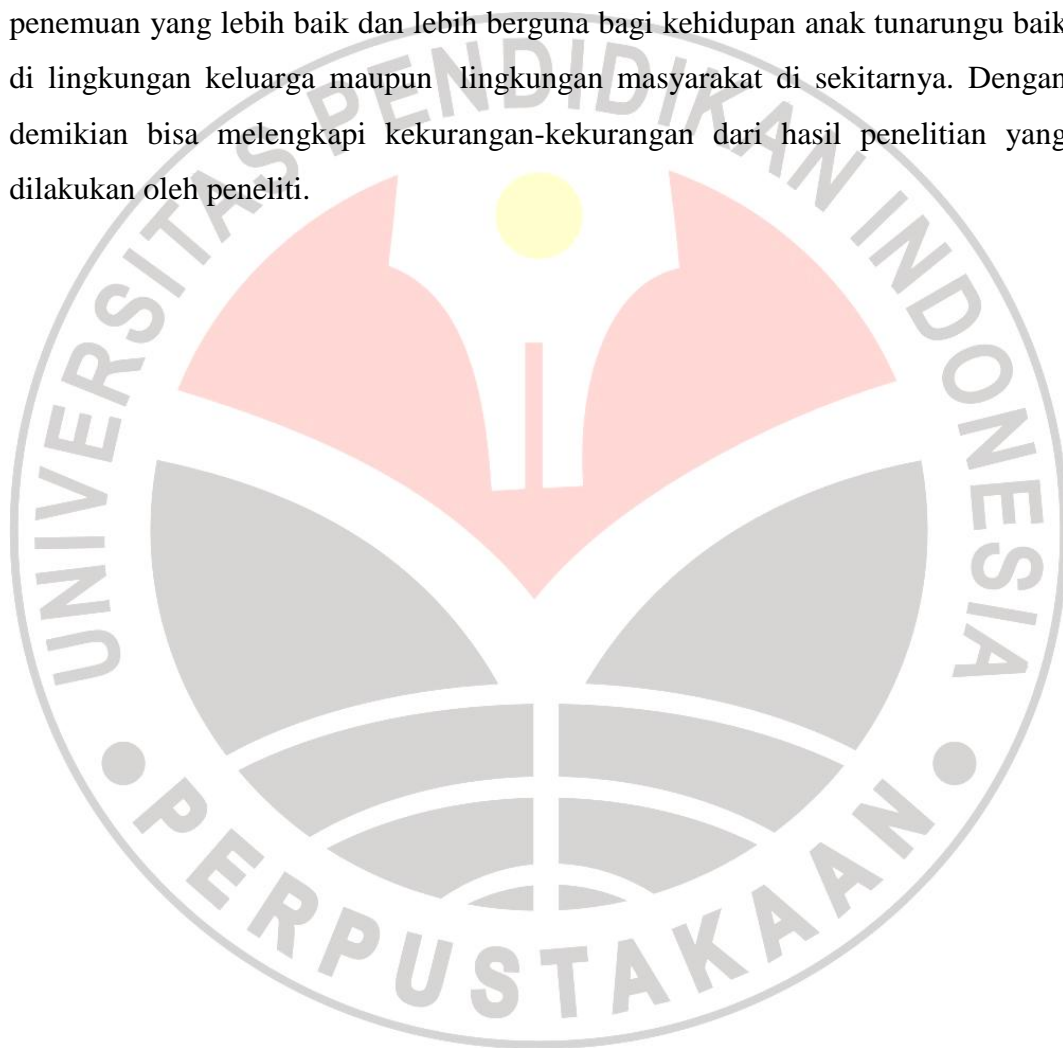 penemuan yang lebih baik dan lebih berguna bagi kehidupan anak tunarungu baik
di lingkungan keluarga maupun lingkungan masyarakat di sekitarnya. Dengan
demikian bisa melengkapi kekurangan-kekurangan dari hasil penelitian yang
dilakukan oleh peneliti.
UNIVERSITAS PENDIDIKAN INDONESIA
PERPUSTAKAAN